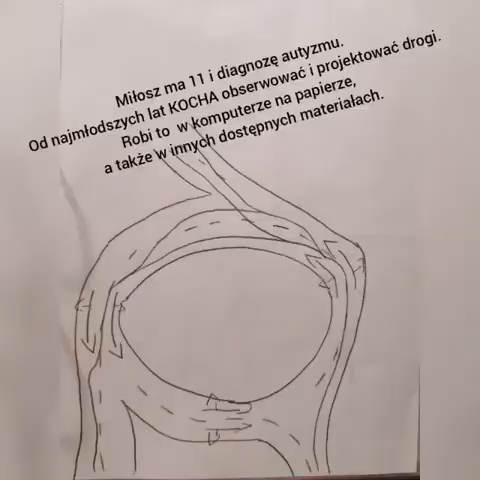 Miłosz ma 11 i diagnozę autyzmu.
Od najmłodszych lat KOCHA obserwować i projektować drogi.
Robi to w komputerze na papierze,
a także w innych dostępnych materiałach.